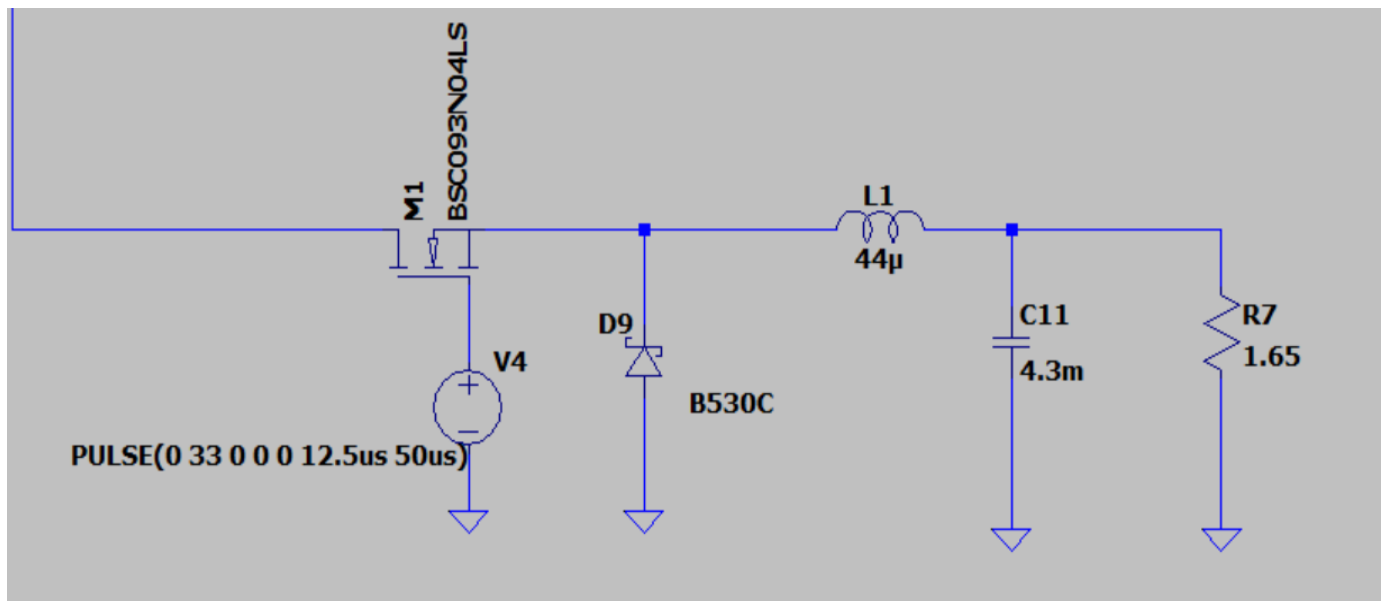 BSC093N04LS
M1
L1
44µ
D9
B530C
C11
4.3m
R7
1.65
V4
PULSE(0 33 0 0 0 12.5us 50us)